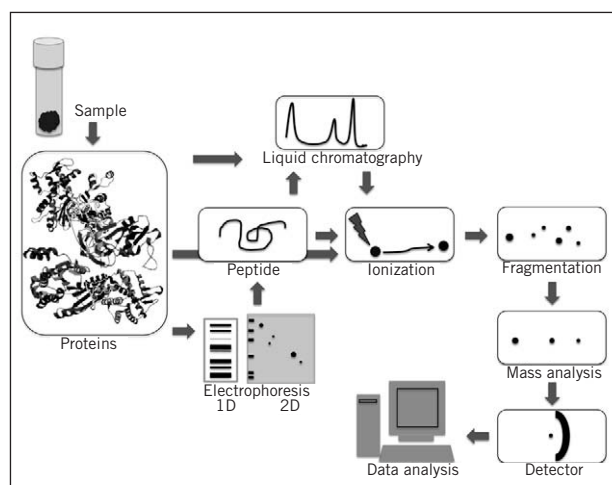 Sample
Liquid chromatography
Proteins
Peptide
Ionization
Fragmentation
Electrophoresis
1D 2D
Mass analysis
Data analysis
Detector